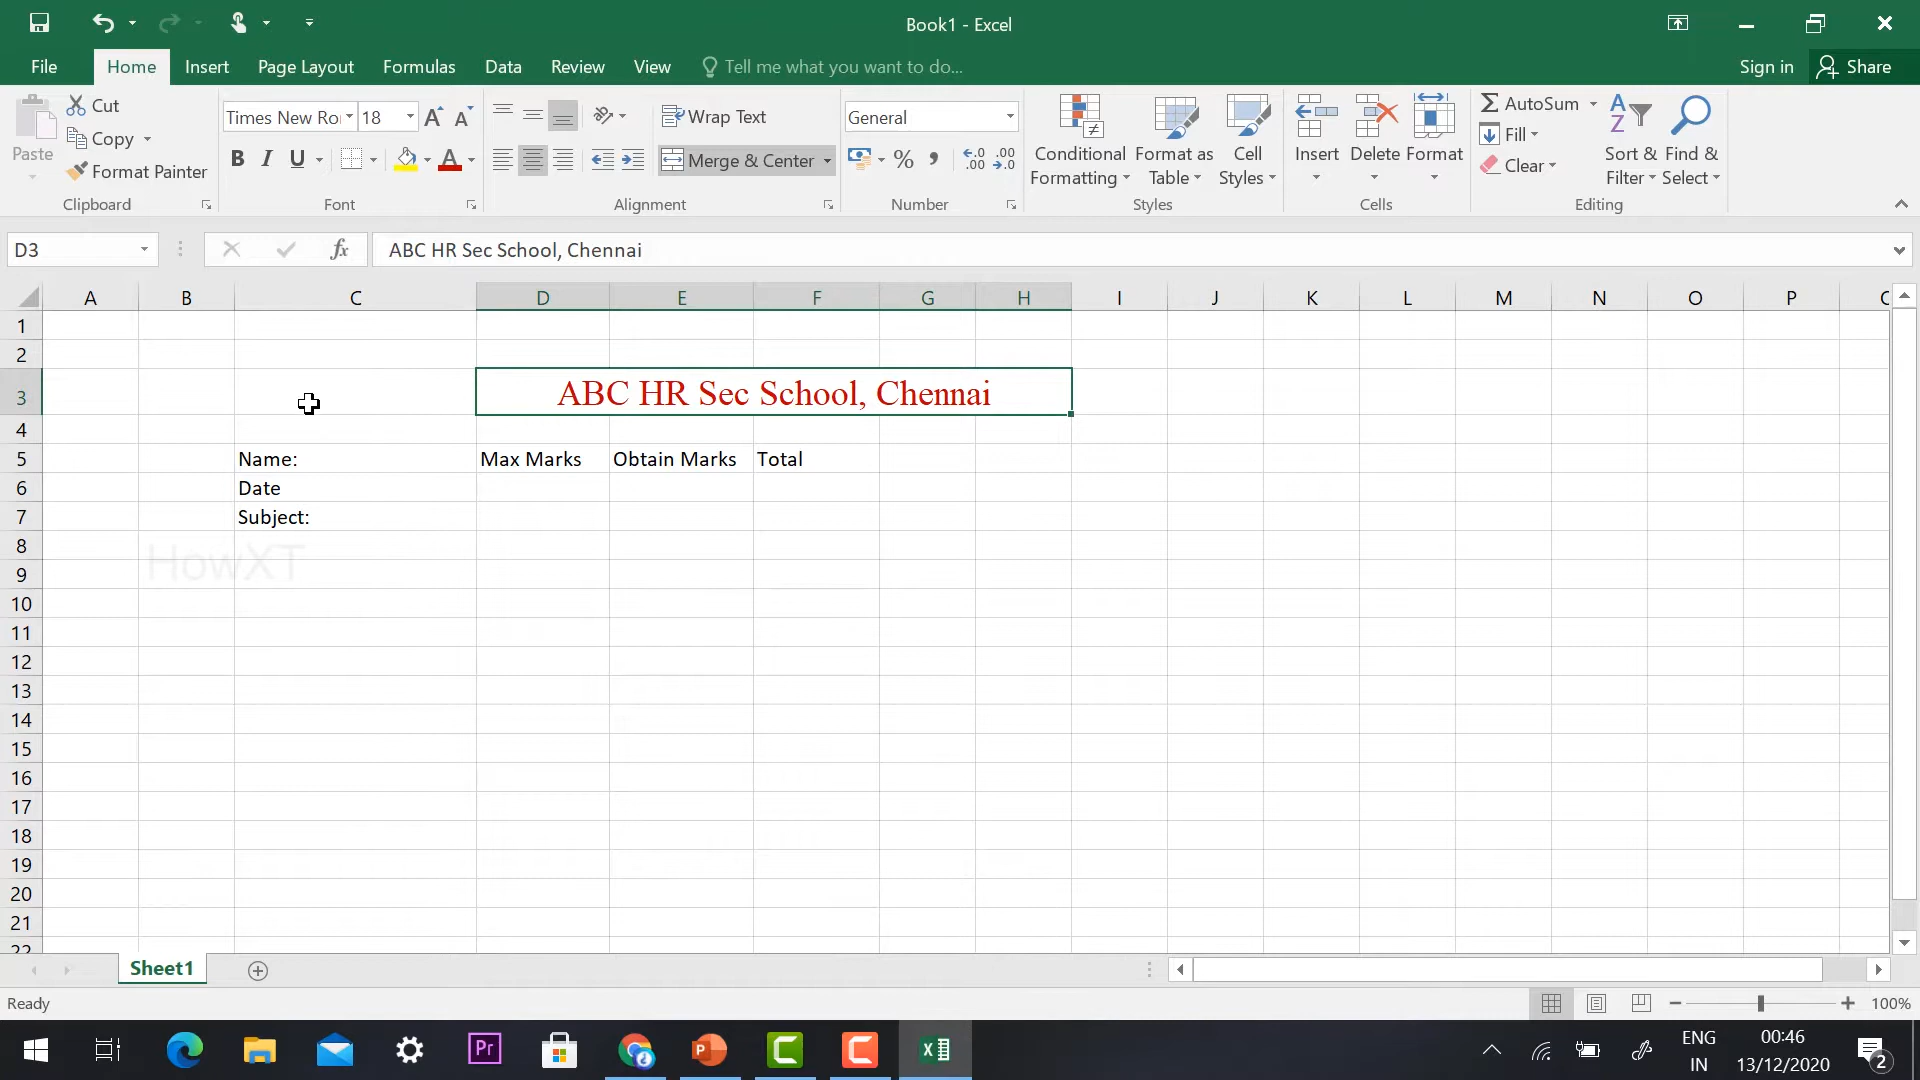 Book1 - Excel
File Home Insert Page Layout Formulas Data Review View Tell me what you want to do... Sign in Share
Cut
Copy
Format Painter
Paste
Clipboard
Times New Ro 18
B I U
Font
Wrap Text
Merge & Center
Alignment
General
% , .00
Number
Conditional Formatting
Format as Table
Cell Styles
Styles
Insert Delete Format
Cells
AutoSum
Fill
Clear
Sort & Filter
Find & Select
Editing
D3 fx ABC HR Sec School, Chennai
A B C D E F G H I J K L M N O P
1
2
3 ABC HR Sec School, Chennai
4
5 Name: Max Marks Obtain Marks Total
6 Date
7 Subject:
8
HowXT
9
10
11
12
13
14
15
16
17
18
19
20
21
22
Sheet1
Ready 100%
Pr
ENG 00:46
IN 13/12/2020 2